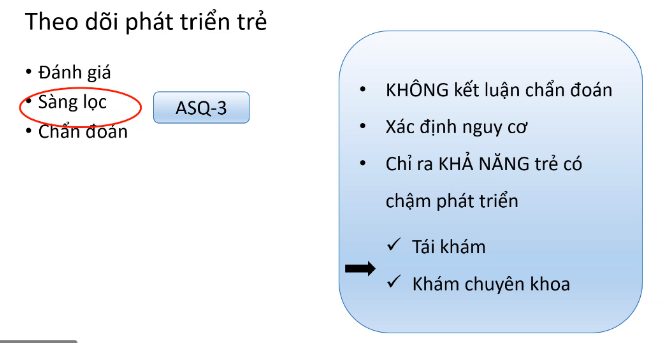 Theo dõi phát triển trẻ
• Đánh giá
• Sàng lọc
ASQ-3
• Chẩn đoán
• KHÔNG kết luận chẩn đoán
• Xác định nguy cơ
• Chỉ ra KHẢ NĂNG trẻ có
chậm phát triển
✓ Tái khám
✓ Khám chuyên khoa